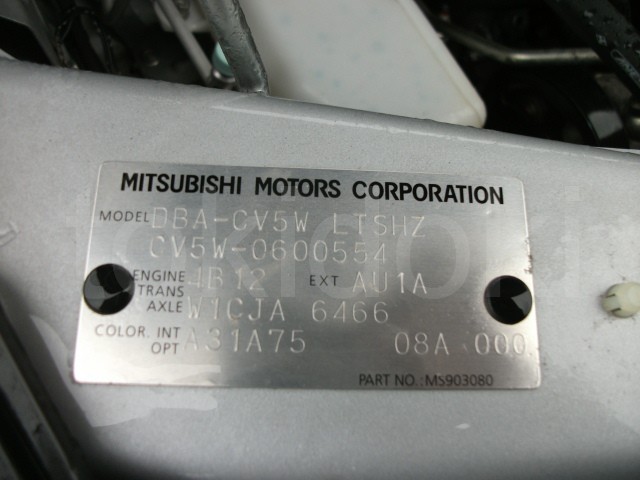 MITSUBISHI MOTORS CORPORATION
MODEL DBA-CV5W LTSHZ
CV5W-0600554
ENGINE 4B12 EXT AU1A
TRANS
AXLE W1CJA 6466
COLOR. INT A31A75 08A 000
OPT
PART NO.:MS903080